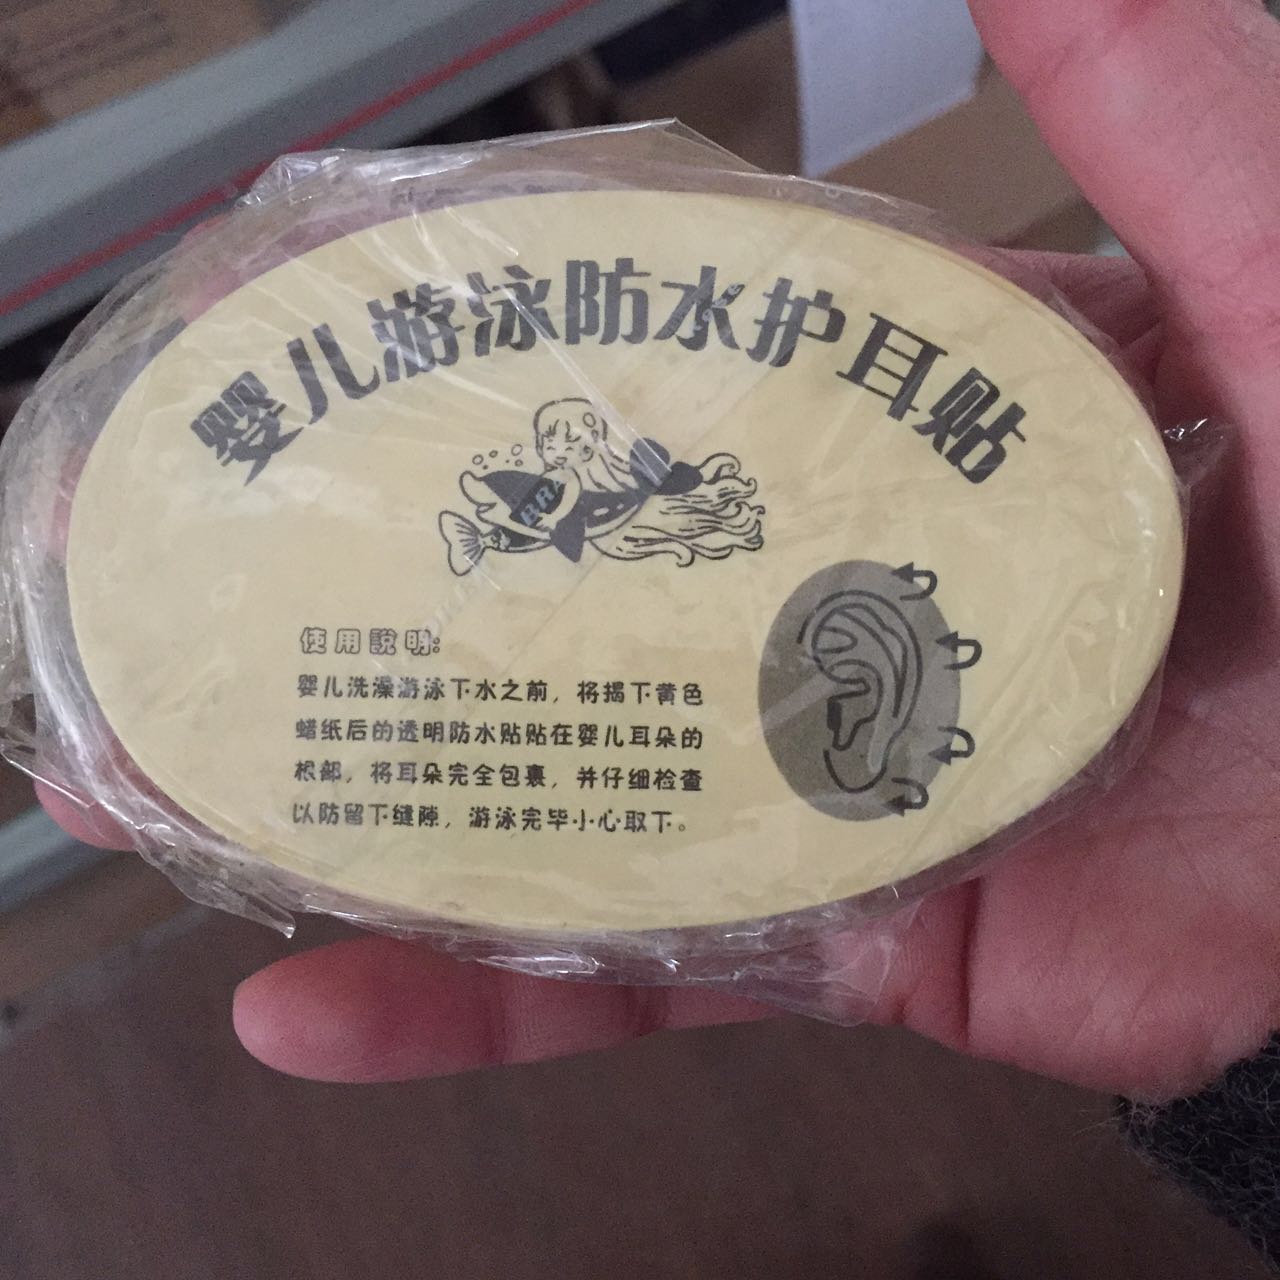 婴儿游泳防水护耳贴
使用說明:
婴儿洗澡游泳下水之前，将揭下黄色
蜡纸后的透明防水贴贴在婴儿耳朵的
根部，将耳朵完全包裹，并仔细检查
以防留下缝隙，游泳完毕小心取下。